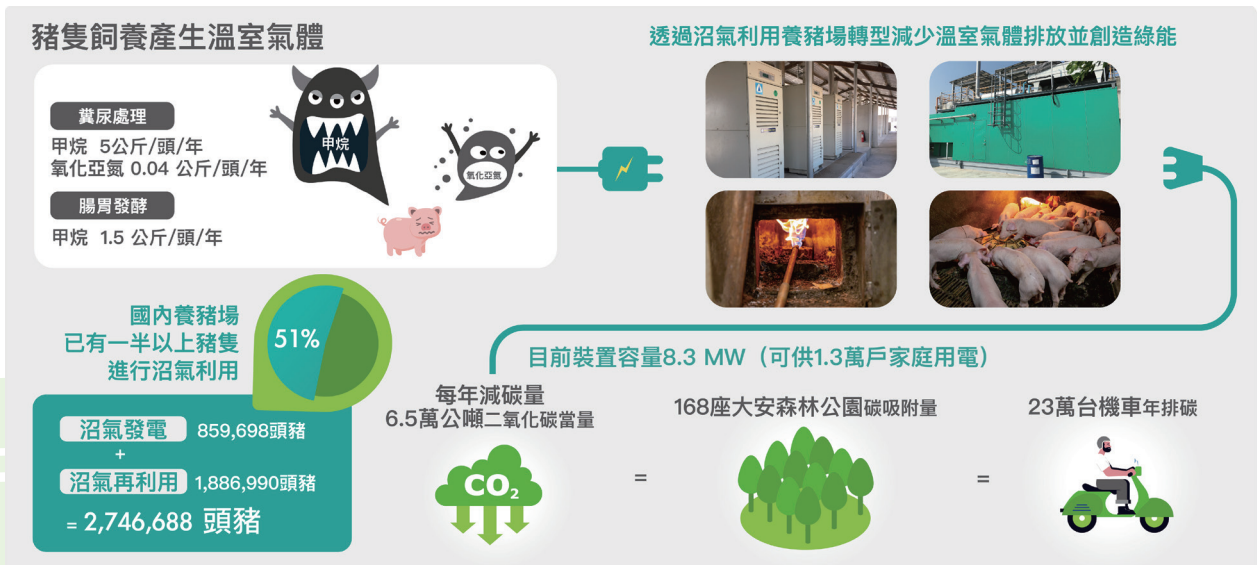 豬隻飼養產生溫室氣體
糞尿處理
甲烷 5公斤/頭/年
氧化亞氮 0.04 公斤/頭/年
腸胃發酵
甲烷 1.5 公斤/頭/年
甲烷
氧化亞氮
透過沼氣利用養豬場轉型減少溫室氣體排放並創造綠能
國內養豬場
已有一半以上豬隻
進行沼氣利用
51%
沼氣發電 859,698頭豬
+
沼氣再利用 1,886,990頭豬
= 2,746,688 頭豬
目前裝置容量8.3 MW（可供1.3萬戶家庭用電）
每年減碳量
6.5萬公噸二氧化碳當量
CO₂
=
168座大安森林公園碳吸附量
=
23萬台機車年排碳